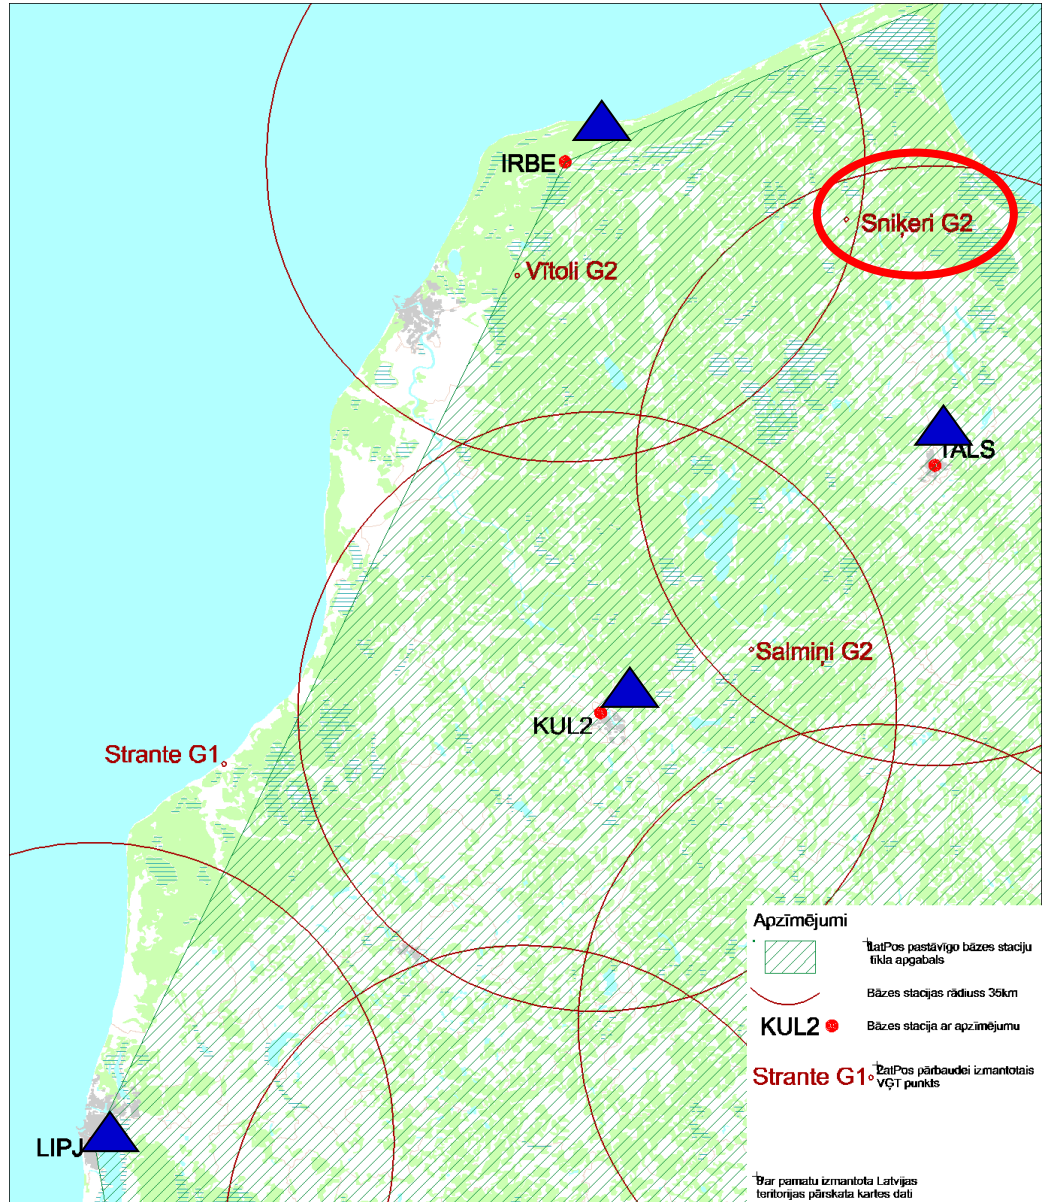 IRBE
Sniķeri G2
Vītoli G2
TALS
Salmiņi G2
KUL2
Strante G1
LIPJ
Apzīmējumi
LatPos pastāvīgo bāzes staciju
tīkla apgabals
Bāzes stacijas rādiuss 35km
KUL2
Bāzes stacija ar apzīmējumu
Strante G1
LatPos pārbaudei izmantotais
VĢT punkts
Par pamatu izmantota Latvijas
teritorijas pārskata kartes dati